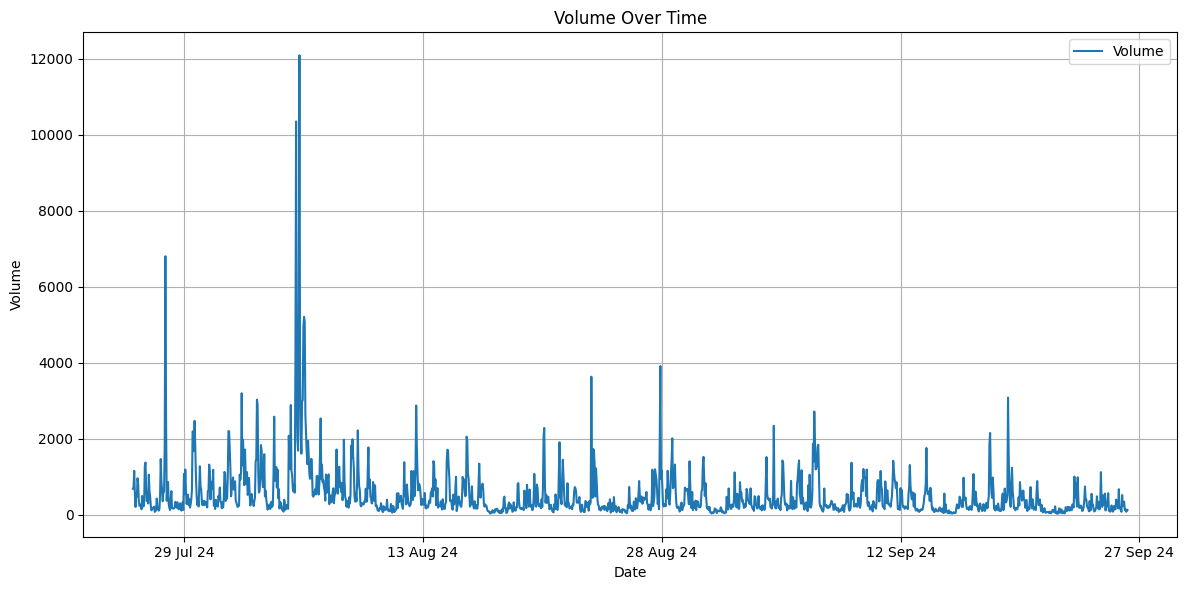 Volume Over Time
Volume
12000
10000
8000
6000
4000
2000
0
Volume
29 Jul 24
13 Aug 24
28 Aug 24
12 Sep 24
27 Sep 24
Date